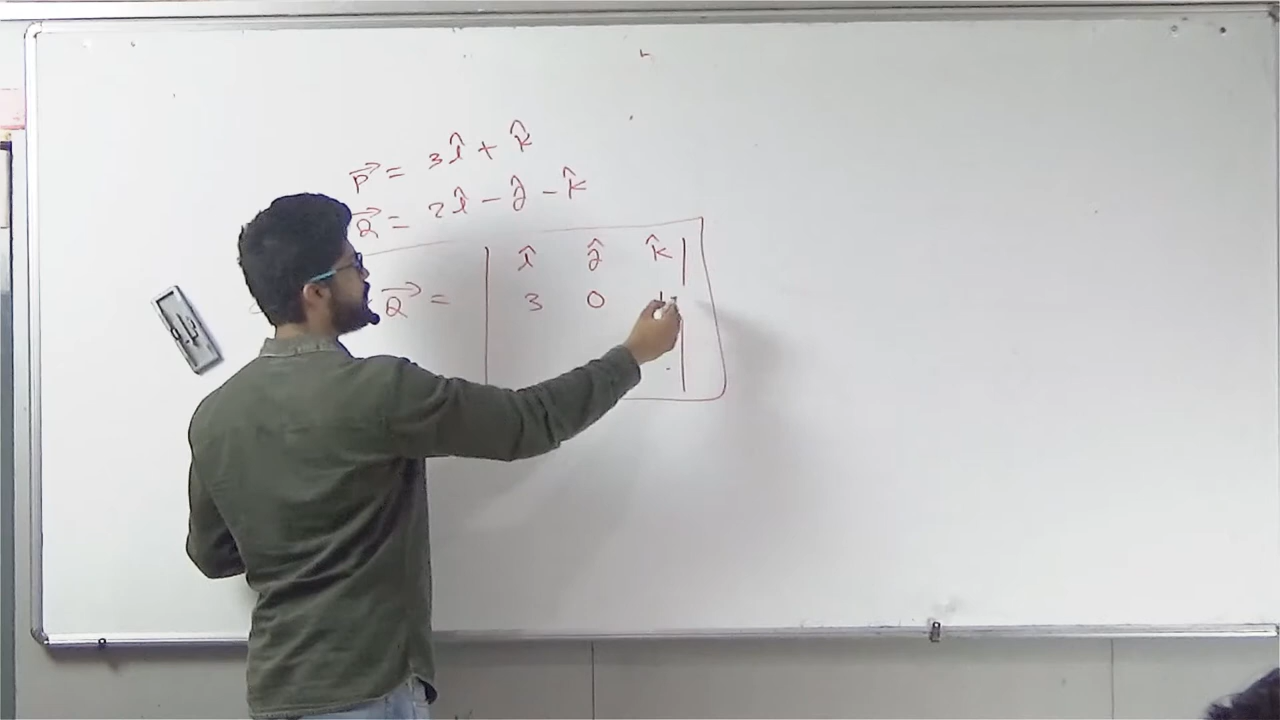 P⃗ = 3î + k̂
Q⃗ = 2î - ĵ - k̂
Q⃗ = | î ĵ k̂ |
3 0 1